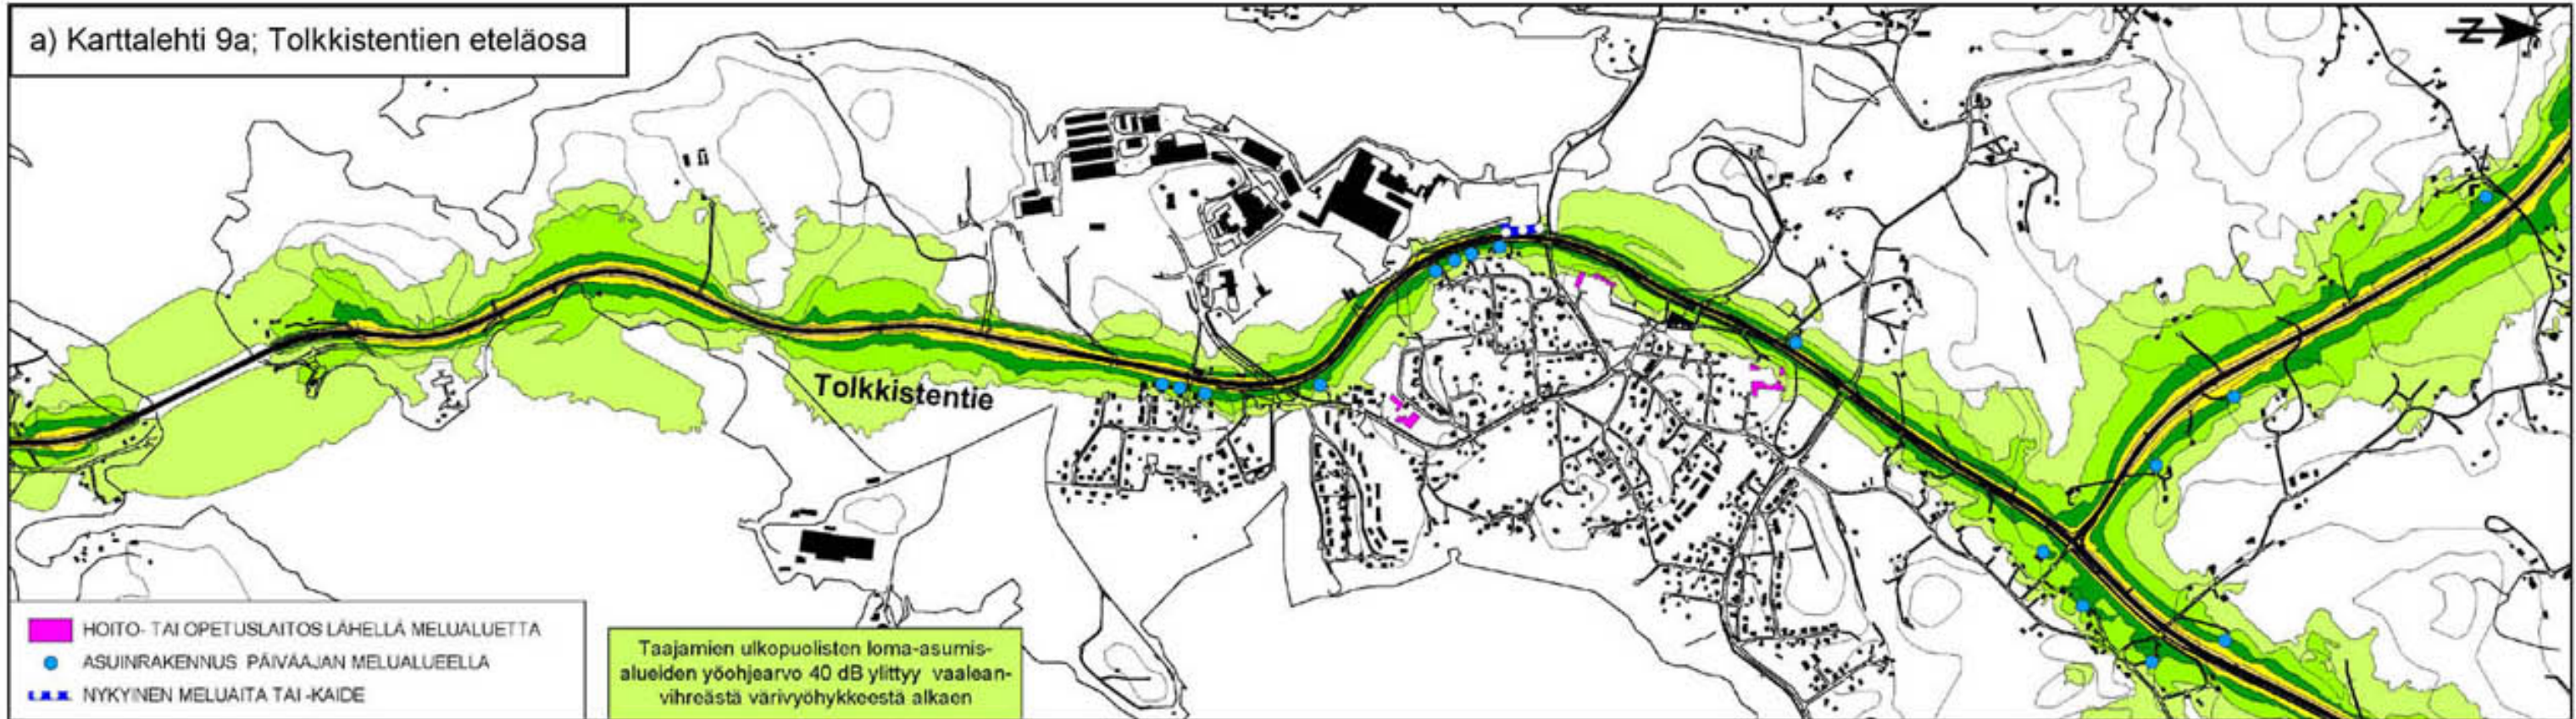 a) Karttalehti 9a; Tolkkistentien eteläosa
Z
Tolkkistentie
HOITO- TAI OPETUSLAITOS LÄHELLÄ MELUALUETTA
ASUINRAKENNUS PÄIVÄAJAN MELUALUEELLA
NYKYINEN MELUAITA TAI -KAIDE
Taajamien ulkopuolisten loma-asumis-
alueiden yöohjearvo 40 dB ylittyy vaalean-
vihreästä värivyöhykkeestä alkaen